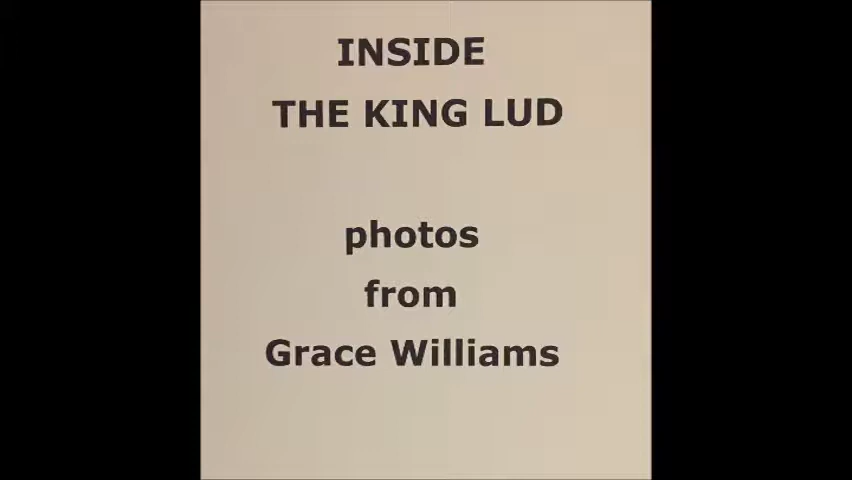 INSIDE
THE KING LUD
photos
from
Grace Williams